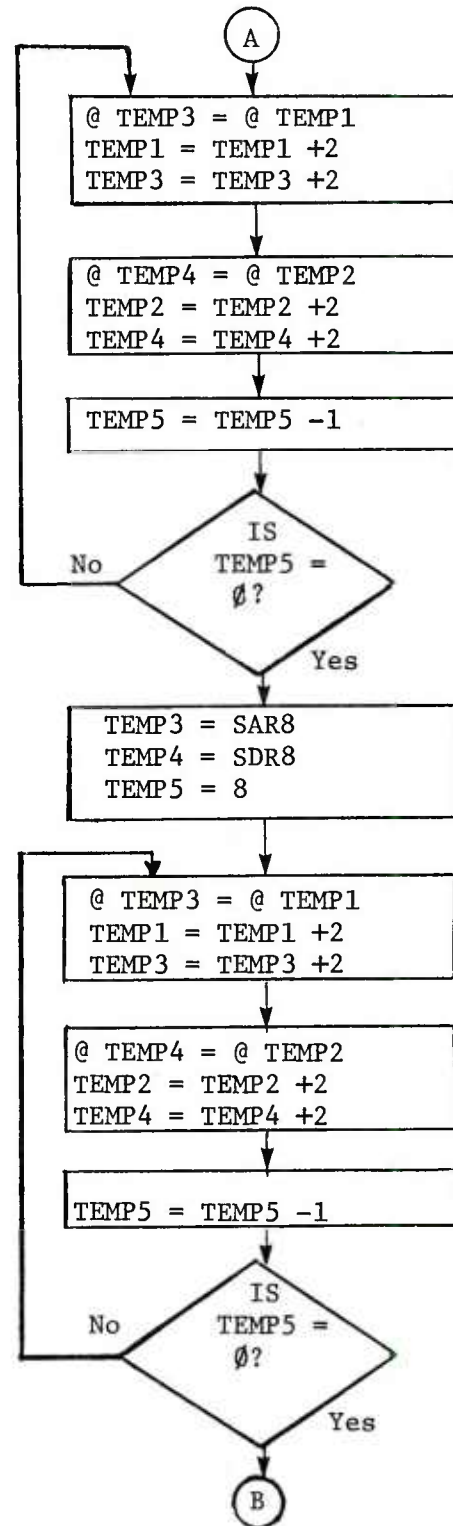 A
@ TEMP3 = @ TEMP1
TEMP1 = TEMP1 +2
TEMP3 = TEMP3 +2
@ TEMP4 = @ TEMP2
TEMP2 = TEMP2 +2
TEMP4 = TEMP4 +2
TEMP5 = TEMP5 -1
IS
No TEMP5 =
Ø?
Yes
TEMP3 = SAR8
TEMP4 = SDR8
TEMP5 = 8
@ TEMP3 = @ TEMP1
TEMP1 = TEMP1 +2
TEMP3 = TEMP3 +2
@ TEMP4 = @ TEMP2
TEMP2 = TEMP2 +2
TEMP4 = TEMP4 +2
TEMP5 = TEMP5 -1
IS
No TEMP5 =
Ø?
Yes
B